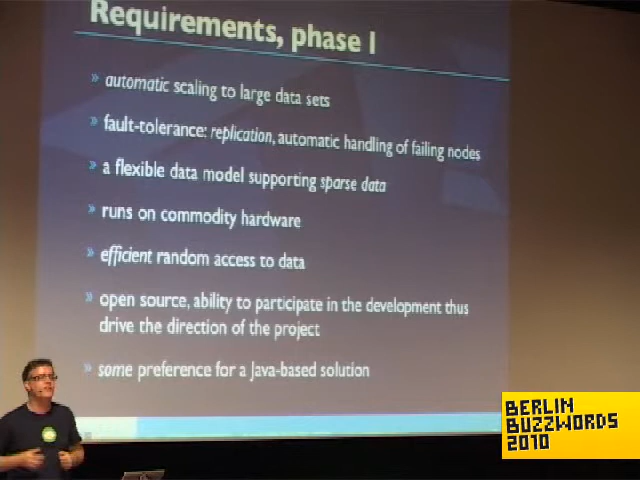 Requirements, phase I
» automatic scaling to large data sets
» fault-tolerance: replication, automatic handling of failing nodes
» a flexible data model supporting sparse data
» runs on commodity hardware
» efficient random access to data
» open source, ability to participate in the development thus
drive the direction of the project
» some preference for a Java-based solution
BERLIN
BUZZWORDS
2010